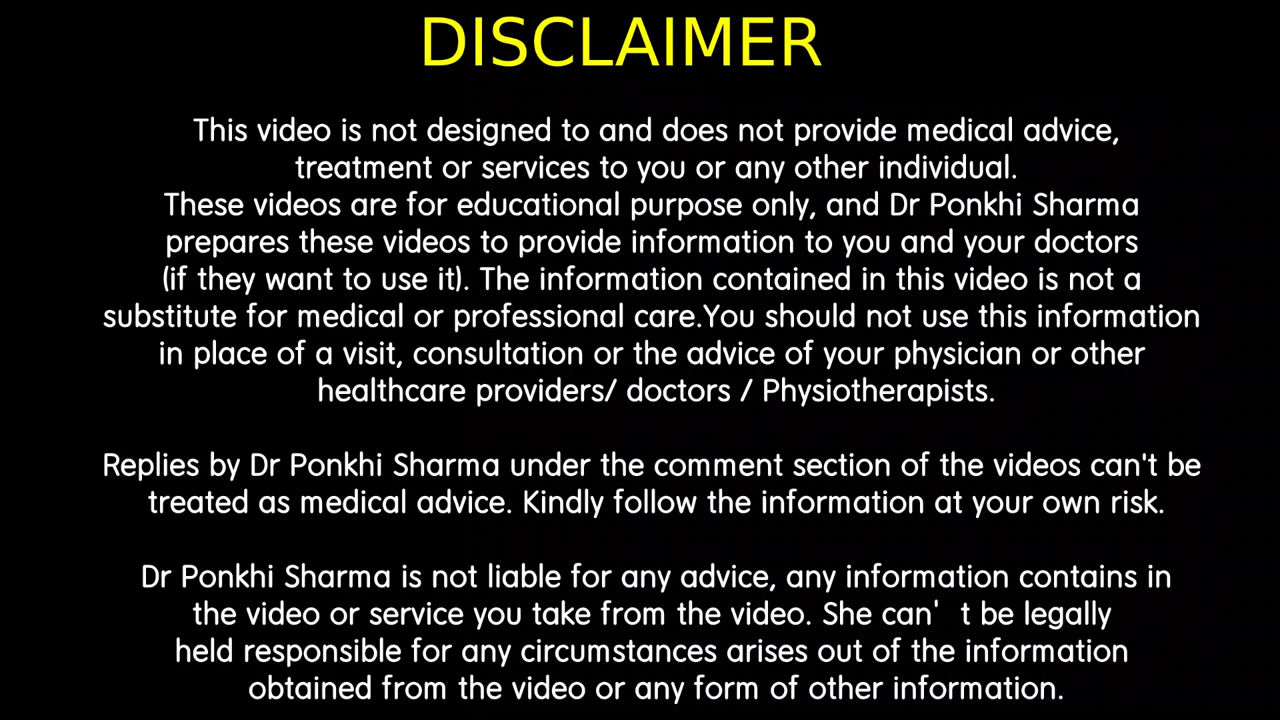 DISCLAIMER
This video is not designed to and does not provide medical advice,
treatment or services to you or any other individual.
These videos are for educational purpose only, and Dr Ponkhi Sharma
prepares these videos to provide information to you and your doctors
(if they want to use it). The information contained in this video is not a
substitute for medical or professional care.You should not use this information
in place of a visit, consultation or the advice of your physician or other
healthcare providers/ doctors / Physiotherapists.
Replies by Dr Ponkhi Sharma under the comment section of the videos can't be
treated as medical advice. Kindly follow the information at your own risk.
Dr Ponkhi Sharma is not liable for any advice, any information contains in
the video or service you take from the video. She can' t be legally
held responsible for any circumstances arises out of the information
obtained from the video or any form of other information.